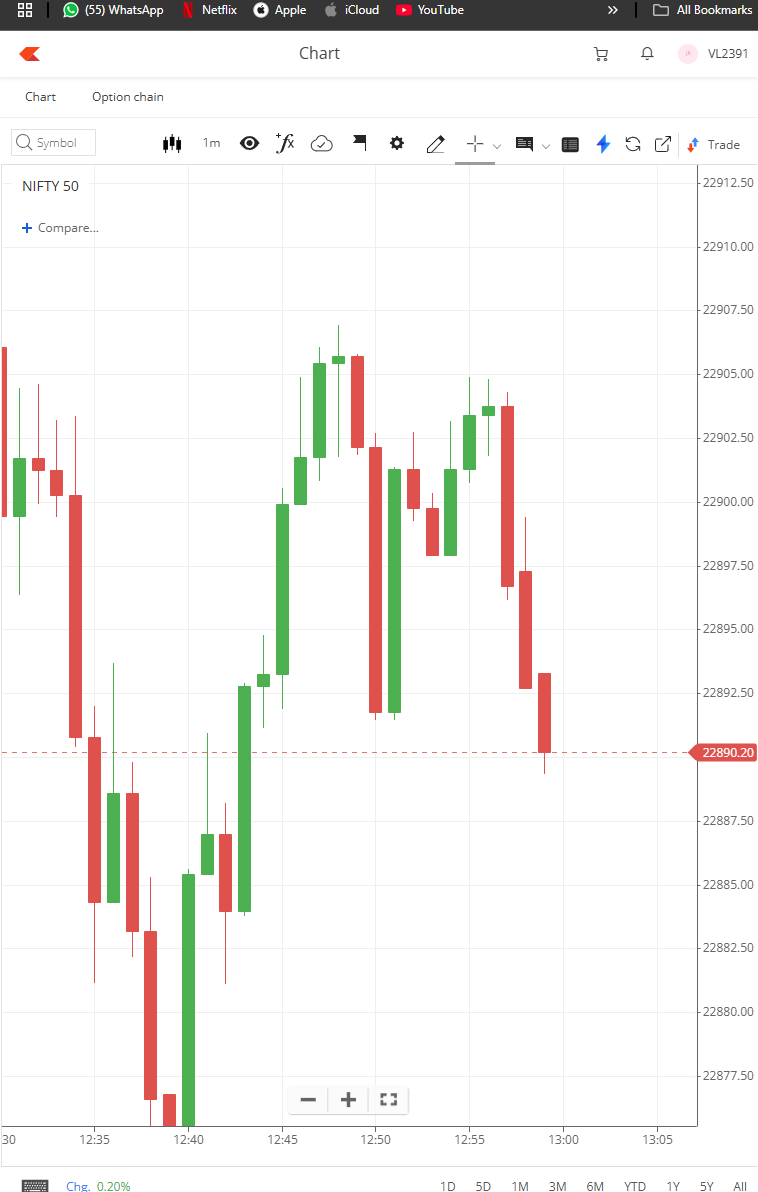 (55) WhatsApp Netflix Apple iCloud YouTube » All Bookmarks
Chart VL2391
Chart Option chain
Symbol 1m fx Trade
NIFTY 50
+ Compare...
22912.50
22910.00
22907.50
22905.00
22902.50
22900.00
22897.50
22895.00
22892.50
22890.20
22887.50
22885.00
22882.50
22880.00
22877.50
30 12:35 12:40 12:45 12:50 12:55 13:00 13:05
Chg. 0.20% 1D 5D 1M 3M 6M YTD 1Y 5Y All